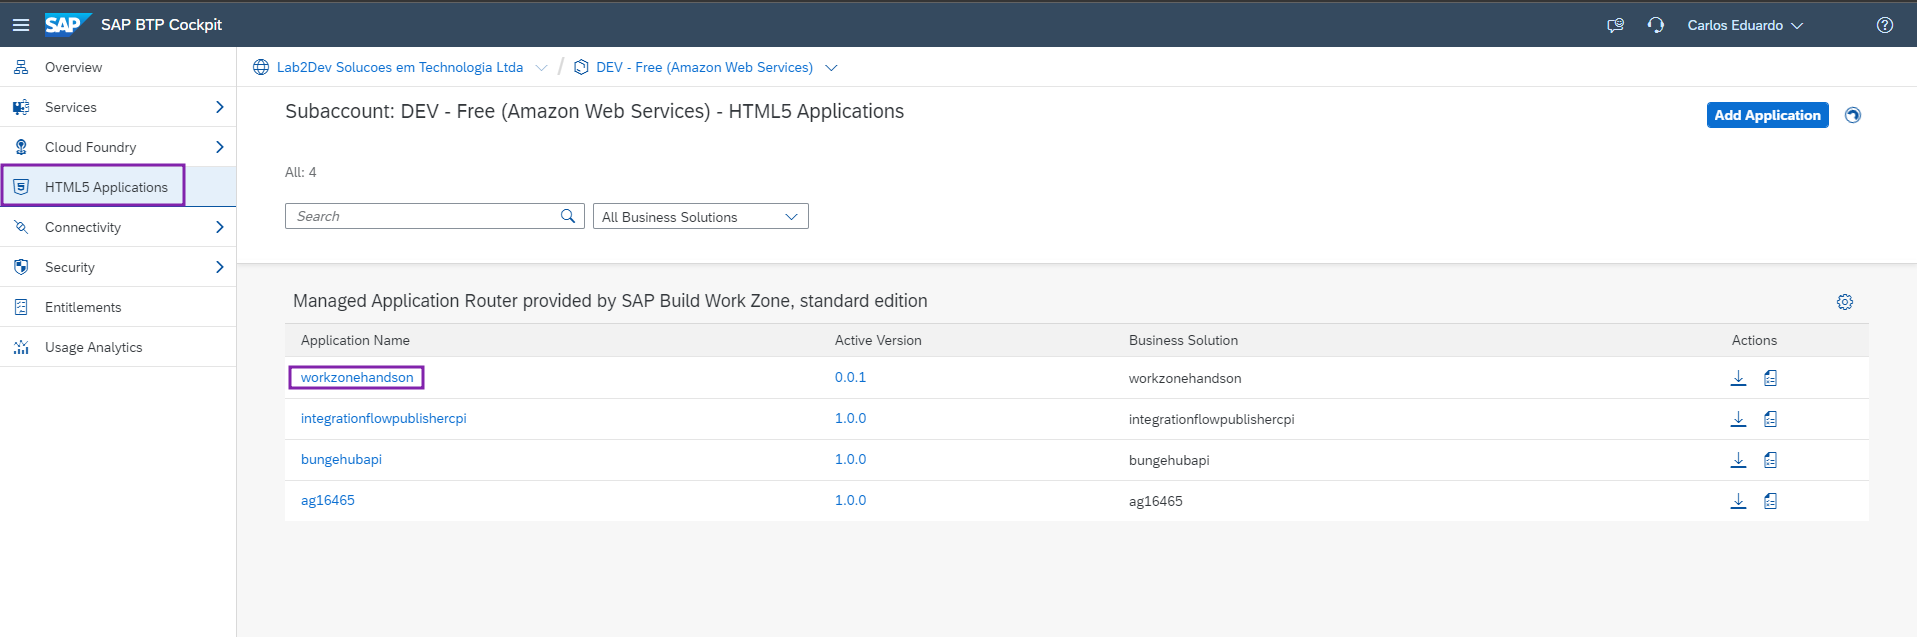 SAP SAP BTP Cockpit
Carlos Eduardo
Overview
Services
Cloud Foundry
HTML5 Applications
Connectivity
Security
Entitlements
Usage Analytics
Lab2Dev Solucoes em Technologia Ltda / DEV - Free (Amazon Web Services)
Subaccount: DEV - Free (Amazon Web Services) - HTML5 Applications
Add Application
All: 4
Search
All Business Solutions
Managed Application Router provided by SAP Build Work Zone, standard edition
Application Name Active Version Business Solution Actions
workzonehandson 0.0.1 workzonehandson
integrationflowpublishercpi 1.0.0 integrationflowpublishercpi
bungehubapi 1.0.0 bungehubapi
ag16465 1.0.0 ag16465